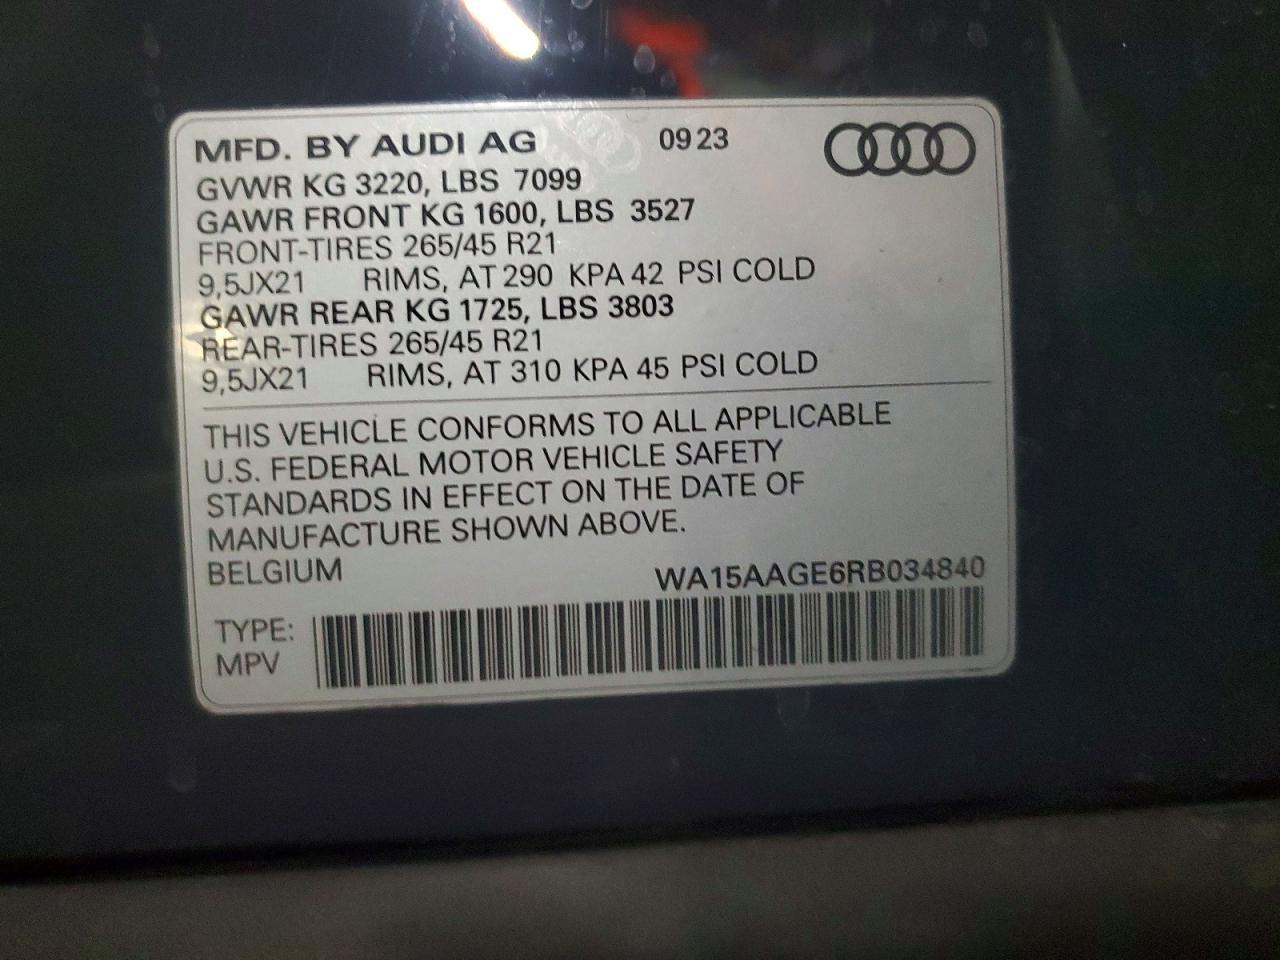 MFD. BY AUDI AG 0923
GVWR KG 3220, LBS 7099
GAWR FRONT KG 1600, LBS 3527
FRONT-TIRES 265/45 R21
9,5JX21 RIMS, AT 290 KPA 42 PSI COLD
GAWR REAR KG 1725, LBS 3803
REAR-TIRES 265/45 R21
9,5JX21 RIMS, AT 310 KPA 45 PSI COLD
THIS VEHICLE CONFORMS TO ALL APPLICABLE
U.S. FEDERAL MOTOR VEHICLE SAFETY
STANDARDS IN EFFECT ON THE DATE OF
MANUFACTURE SHOWN ABOVE.
BELGIUM WA15AAGE6RB034840
TYPE:
MPV